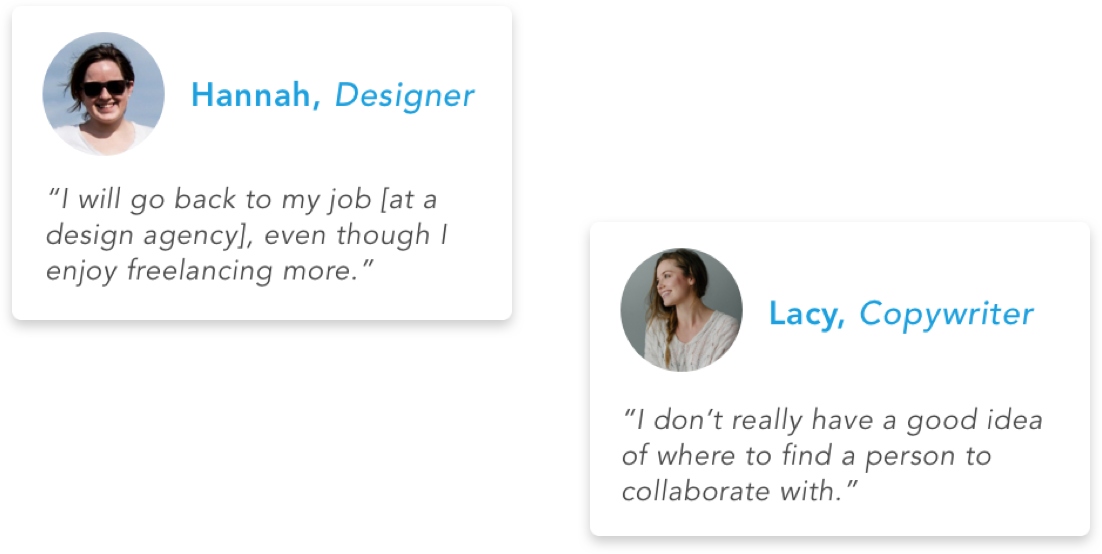 Hannah, Designer
“I will go back to my job [at a
design agency], even though I
enjoy freelancing more.”
Lacy, Copywriter
“I don’t really have a good idea
of where to find a person to
collaborate with.”